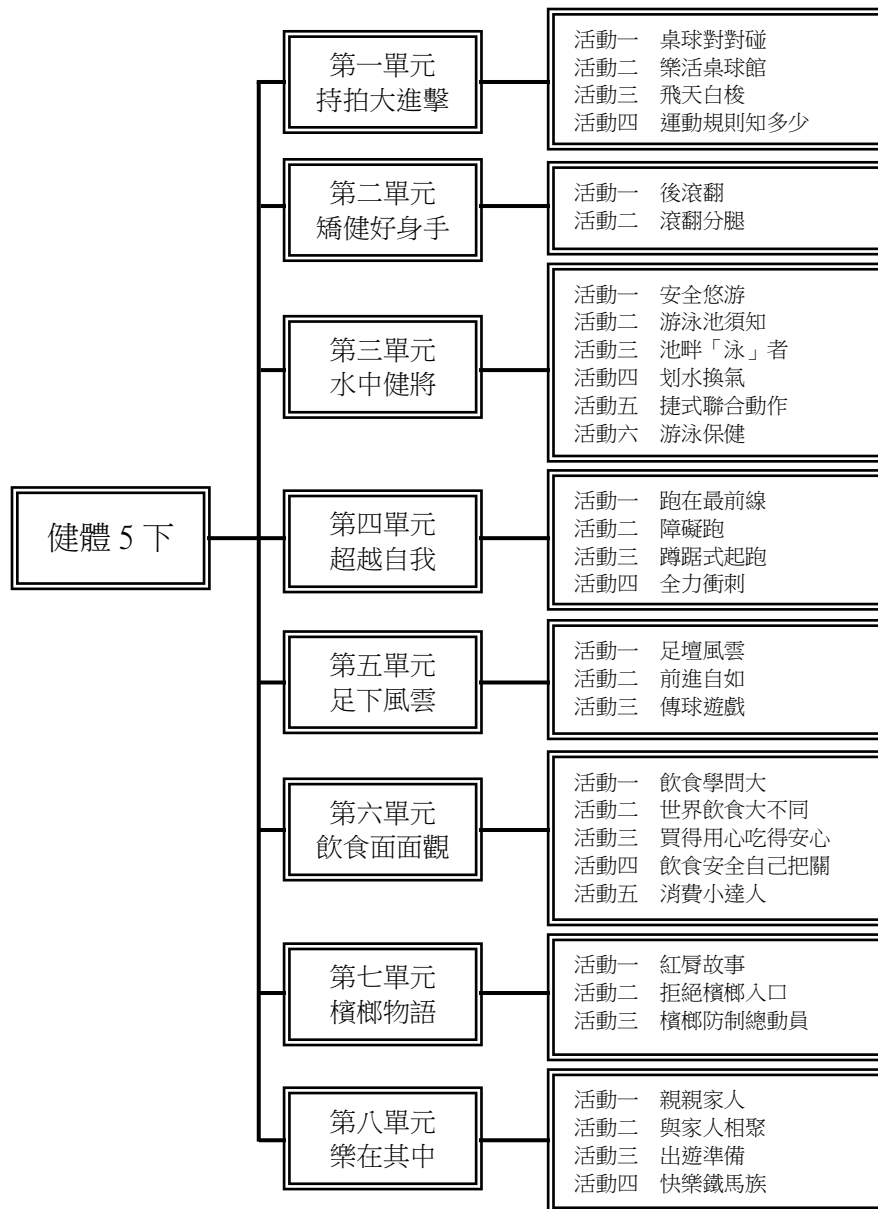 健體 5 下
第一單元
持拍大進擊
活動一 桌球對對碰
活動二 樂活桌球館
活動三 飛天白梭
活動四 運動規則知多少
第二單元
矯健好身手
活動一 後滾翻
活動二 滾翻分腿
第三單元
水中健將
活動一 安全悠游
活動二 游泳池須知
活動三 池畔「泳」者
活動四 划水換氣
活動五 捷式聯合動作
活動六 游泳保健
第四單元
超越自我
活動一 跑在最前線
活動二 障礙跑
活動三 蹲踞式起跑
活動四 全力衝刺
第五單元
足下風雲
活動一 足壇風雲
活動二 前進自如
活動三 傳球遊戲
第六單元
飲食面面觀
活動一 飲食學問大
活動二 世界飲食大不同
活動三 買得用心吃得安心
活動四 飲食安全自己把關
活動五 消費小達人
第七單元
檳榔物語
活動一 紅脣故事
活動二 拒絕檳榔入口
活動三 檳榔防制總動員
第八單元
樂在其中
活動一 親親家人
活動二 與家人相聚
活動三 出遊準備
活動四 快樂鐵馬族